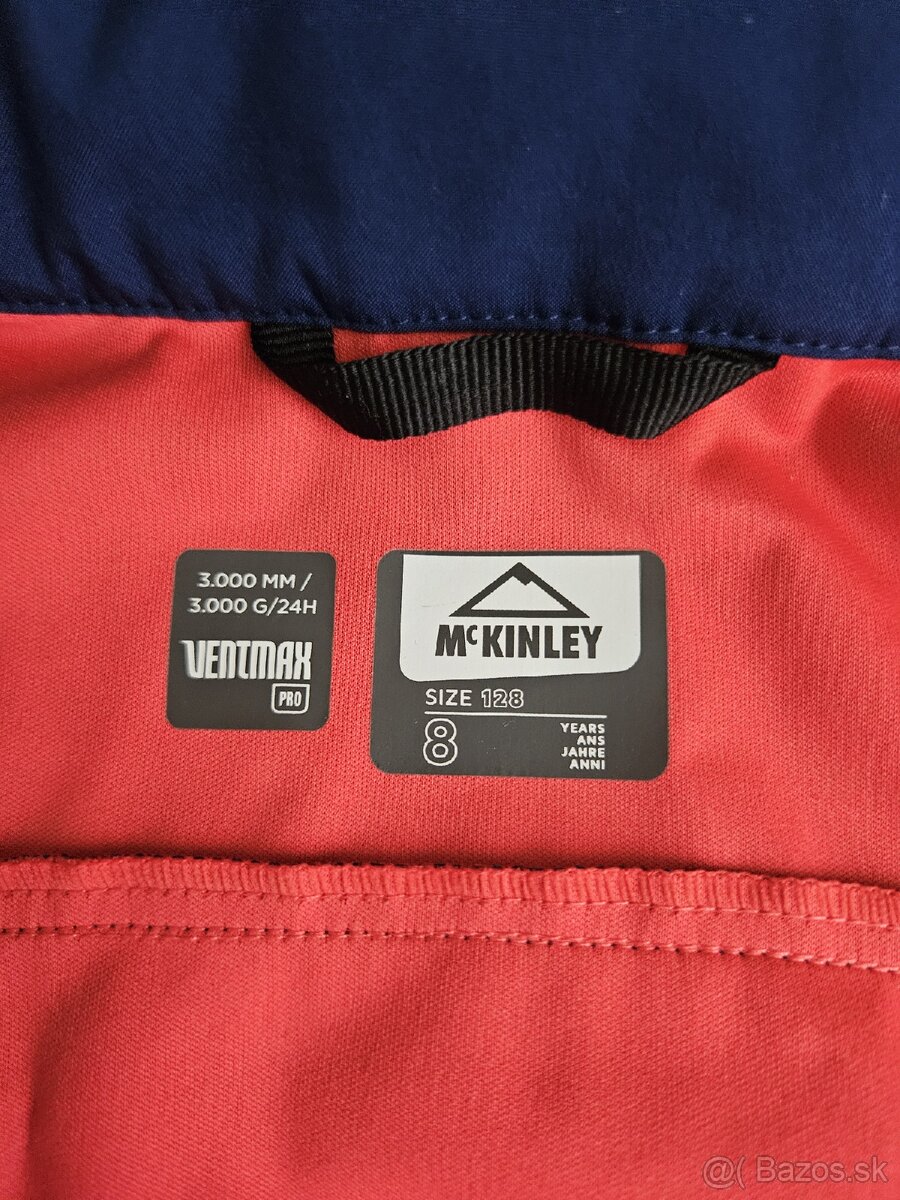 3.000 MM /
3.000 G/24H
VENTMAX
PRO
McKINLEY
SIZE 128
8
YEARS
ANS
JAHRE
ANNI
@( Bazos.sk